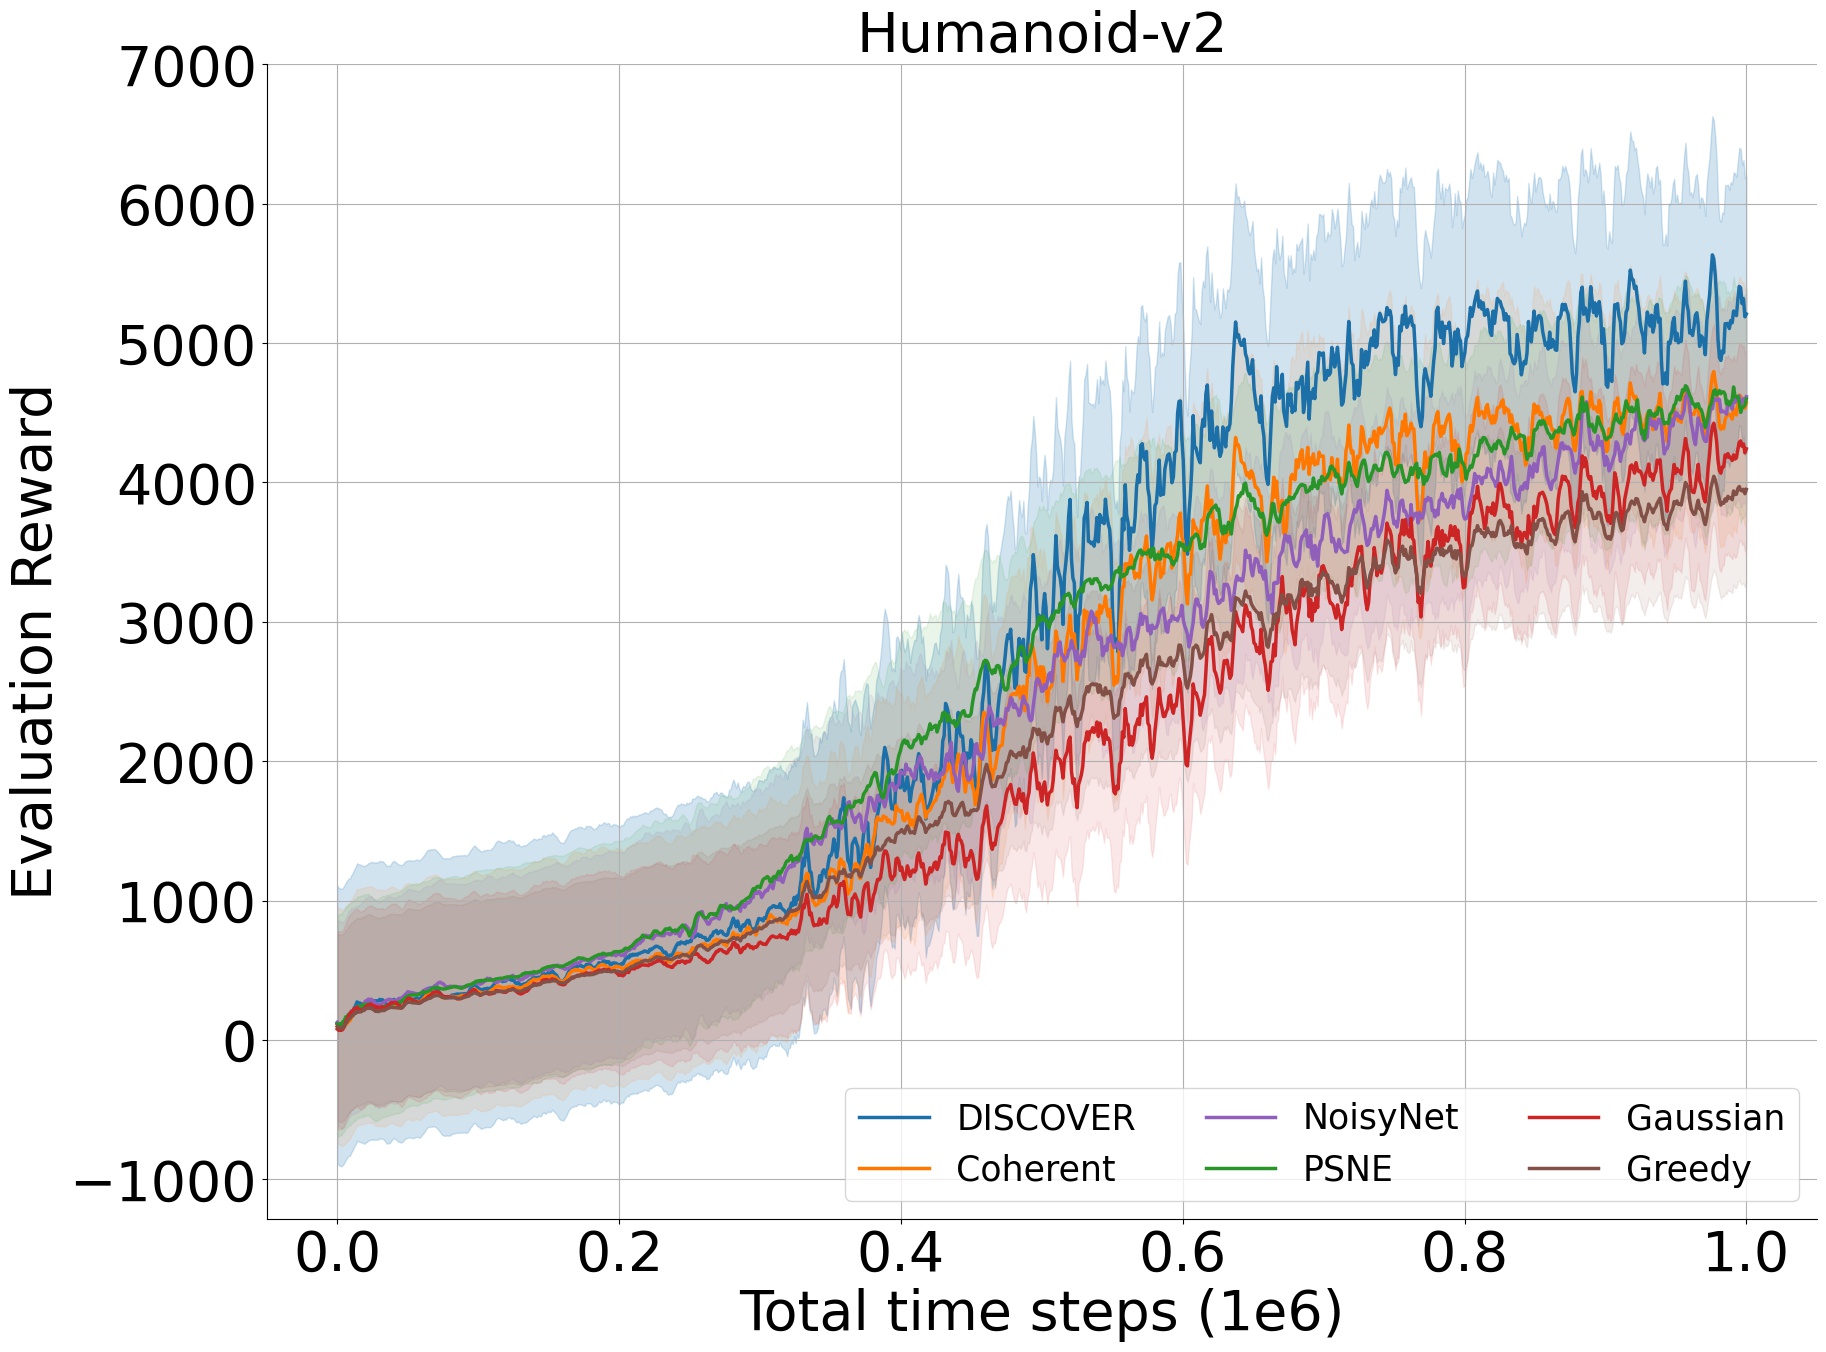 Humanoid-v2
7000
6000
5000
4000
3000
2000
1000
0
−1000
Evaluation Reward
DISCOVER
Coherent
NoisyNet
PSNE
Gaussian
Greedy
0.0 0.2 0.4 0.6 0.8 1.0
Total time steps (1e6)